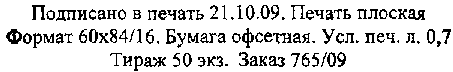 Подписано в печать 21.10.09. Печать плоская
Формат 60x84/16. Бумага офсетная. Усл. печ. л. 0,7
Тираж 50 экз. Заказ 765/09